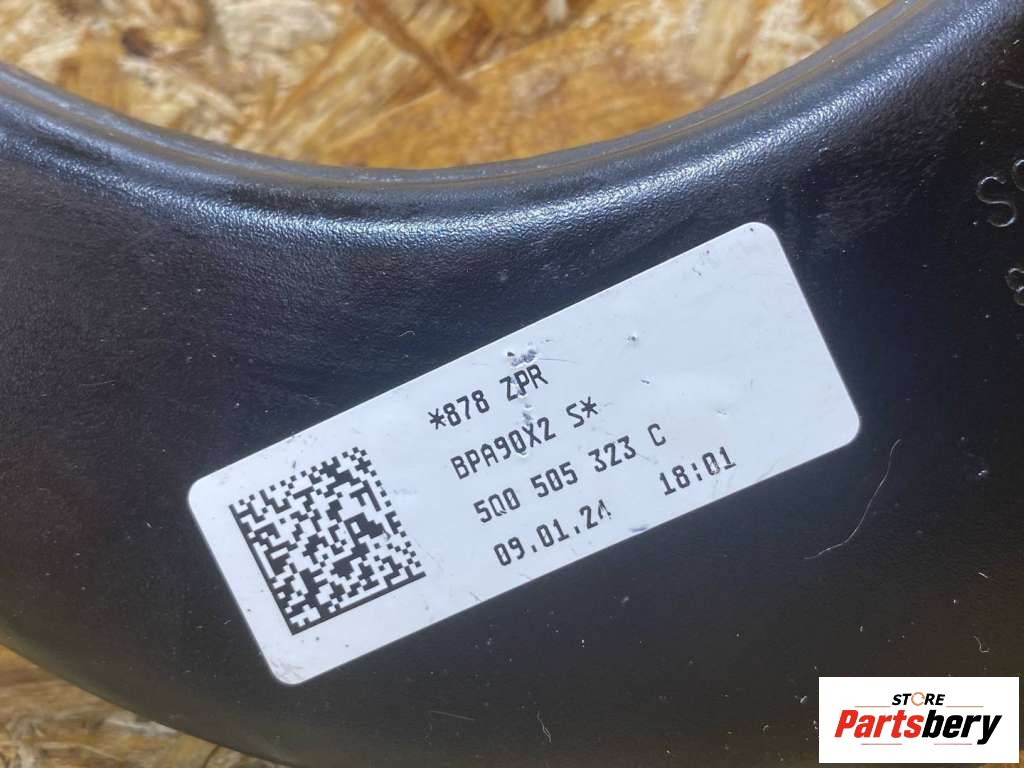 *878 ZPR
BPA90X2 S*
5Q0 505 323 C
09.01.24 18:01
STORE
Partsbery